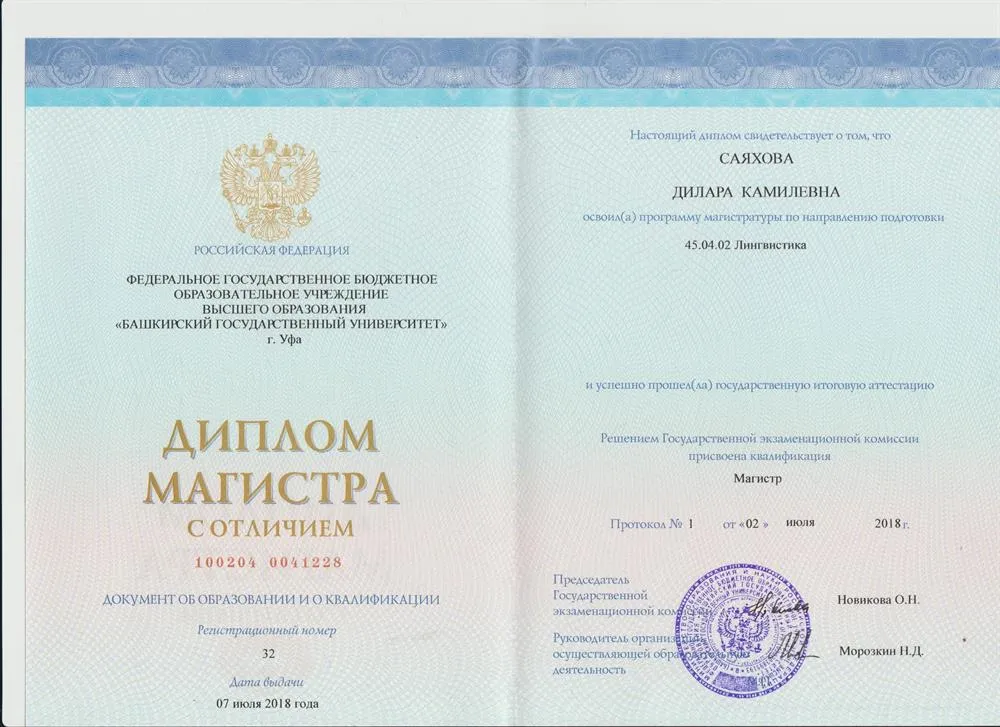 РОССИЙСКАЯ ФЕДЕРАЦИЯ
ФЕДЕРАЛЬНОЕ ГОСУДАРСТВЕННОЕ БЮДЖЕТНОЕ
ОБРАЗОВАТЕЛЬНОЕ УЧРЕЖДЕНИЕ
ВЫСШЕГО ОБРАЗОВАНИЯ
«БАШКИРСКИЙ ГОСУДАРСТВЕННЫЙ УНИВЕРСИТЕТ»
г. Уфа
ДИПЛОМ
МАГИСТРА
С ОТЛИЧИЕМ
100204 0041228
ДОКУМЕНТ ОБ ОБРАЗОВАНИИ И О КВАЛИФИКАЦИИ
Регистрационный номер
32
Дата выдачи
07 июля 2018 года
Настоящий диплом свидетельствует о том, что
САЯХОВА
ДИЛАРА КАМИЛЕВНА
освоил(а) программу магистратуры по направлению подготовки
45.04.02 Лингвистика
и успешно прошел(ла) государственную итоговую аттестацию
Решением Государственной экзаменационной комиссии
присвоена квалификация
Магистр
Протокол № 1 от «02 » июля 2018 г.
Председатель
Государственной
экзаменационной комиссии
Новикова О.Н.
Руководитель организации,
осуществляющей образовательную
деятельность
Морозкин Н.Д.